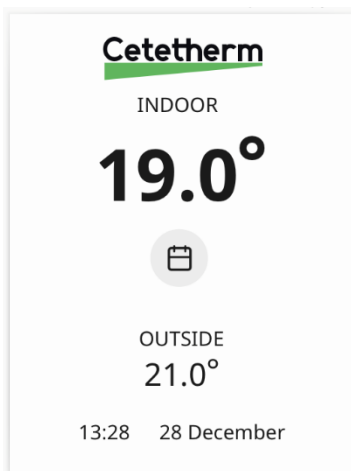 Cetetherm
INDOOR
19.0°
OUTSIDE
21.0°
13:28 28 December